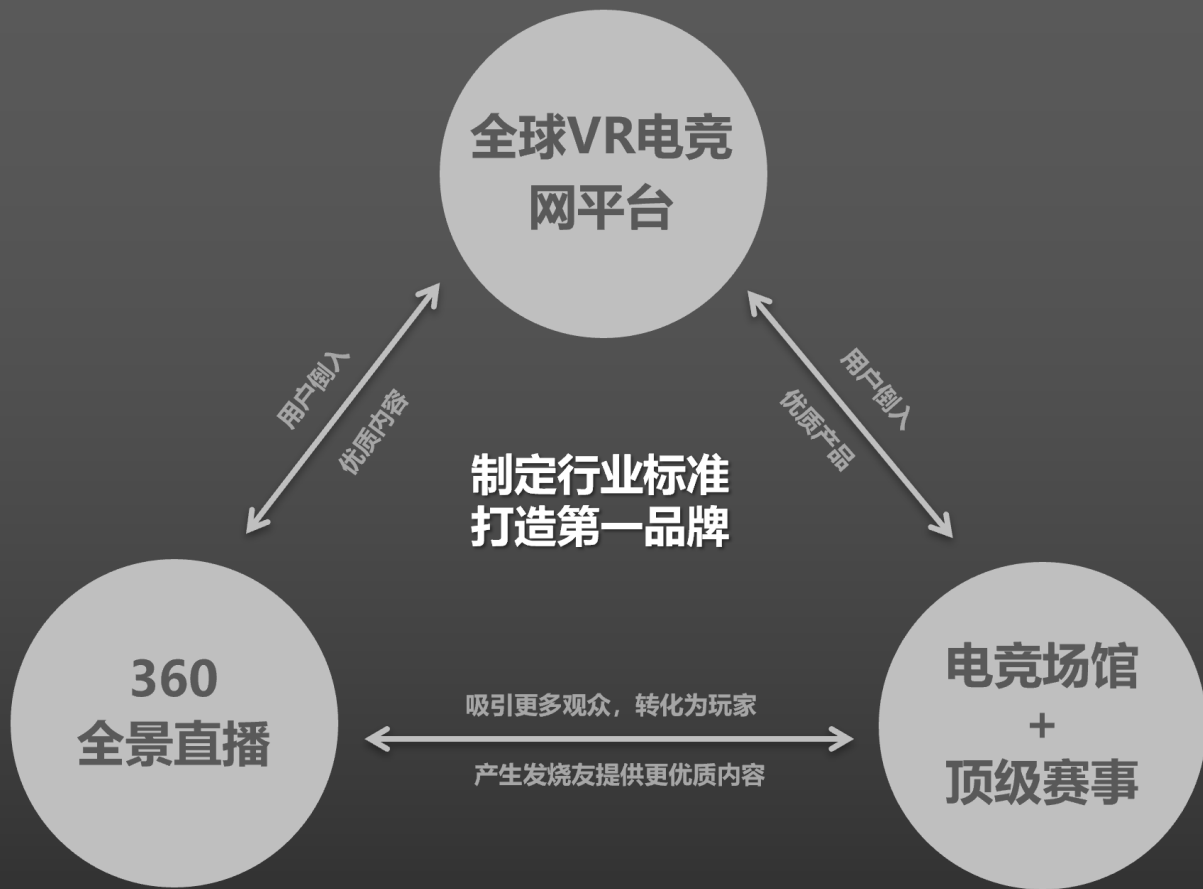 全球VR电竞
网平台
用户倒入
优质内容
用户倒入
优质产品
制定行业标准
打造第一品牌
360
全景直播
吸引更多观众，转化为玩家
产生发烧友提供更优质内容
电竞场馆
+
顶级赛事